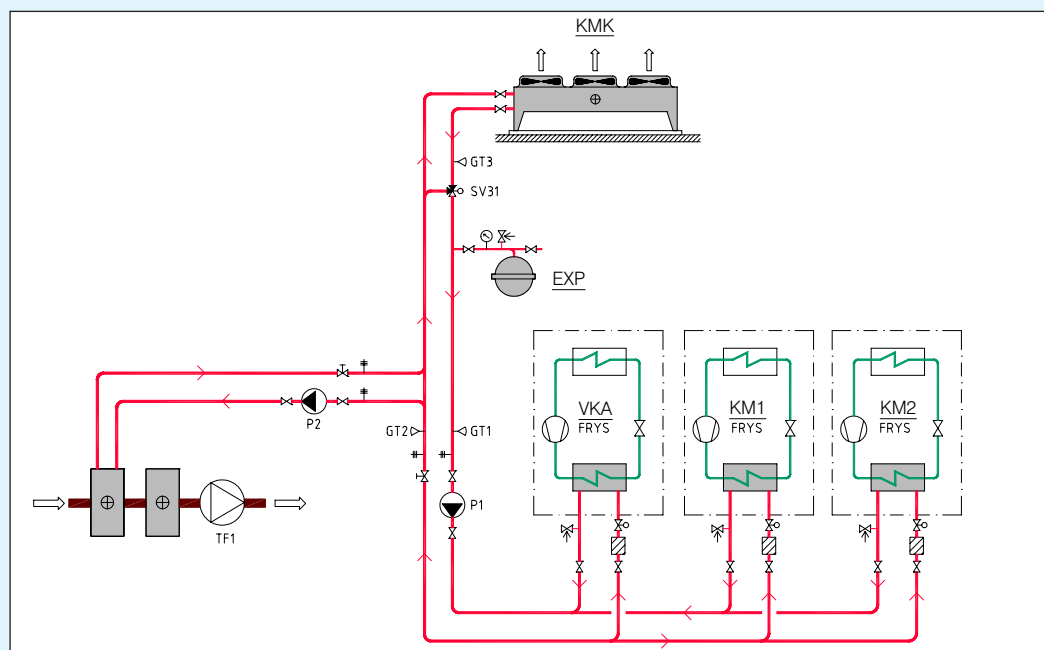 KMK
GT3
SV31
EXP
P2
GT2
GT1
VKA
FRYS
KM1
FRYS
KM2
FRYS
P1
TF1